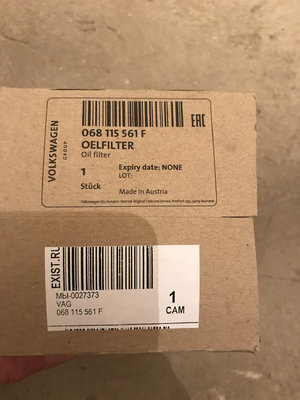 068 115 561 F
OELFILTER
Oil filter
1
Stück
Expiry date: NONE
LOT:
Made in Austria
VOLKSWAGEN
GROUP
EAC
EXIST.RU
МЫ-0027373
VAG
068 115 561 F
1
САМ